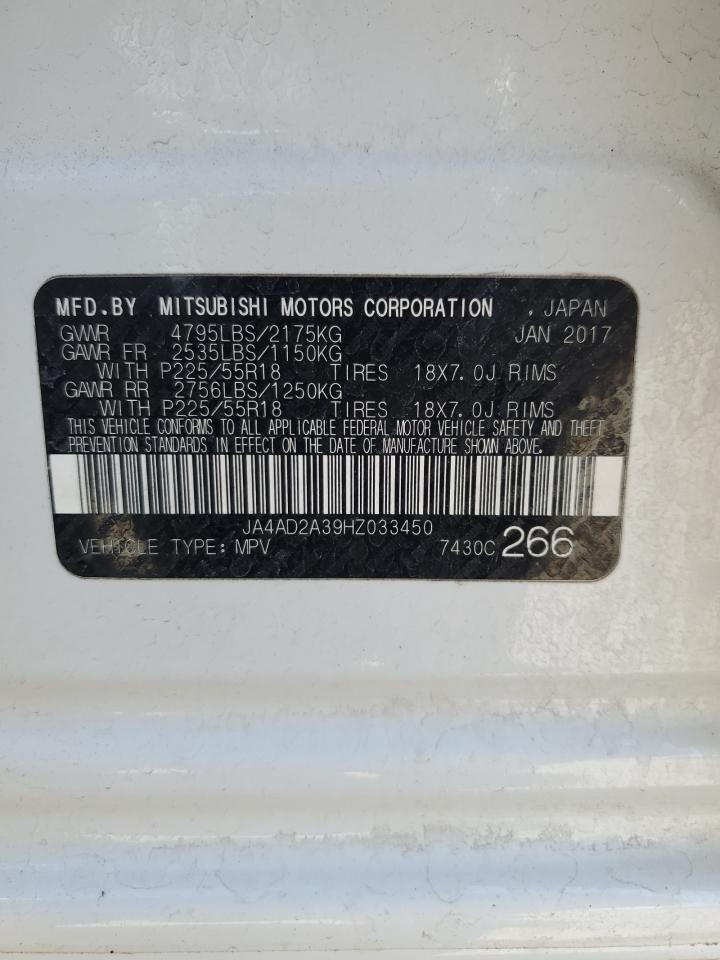 MFD.BY MITSUBISHI MOTORS CORPORATION . JAPAN
GVWR 4795LBS/2175KG JAN 2017
GAWR FR 2535LBS/1150KG
WITH P225/55R18 TIRES 18X7.0J RIMS
GAWR RR 2756LBS/1250KG
WITH P225/55R18 TIRES 18X7.0J RIMS
THIS VEHICLE CONFORMS TO ALL APPLICABLE FEDERAL MOTOR VEHICLE SAFETY AND THEFT
PREVENTION STANDARDS IN EFFECT ON THE DATE OF MANUFACTURE SHOWN ABOVE.
JA4AD2A39HZ033450
VEHICLE TYPE: MPV 7430C 266